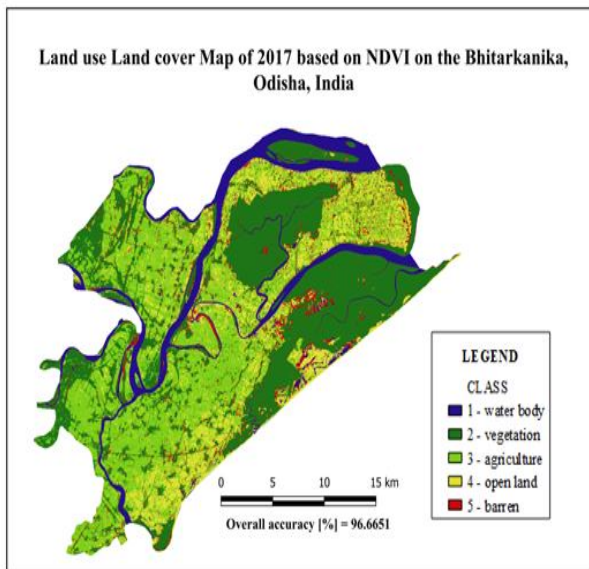 Land use Land cover Map of 2017 based on NDVI on the Bhitarkanika,
Odisha, India
LEGEND
CLASS
1 - water body
2 - vegetation
3 - agriculture
4 - open land
5 - barren
0 5 10 15 km
Overall accuracy [%] = 96.6651